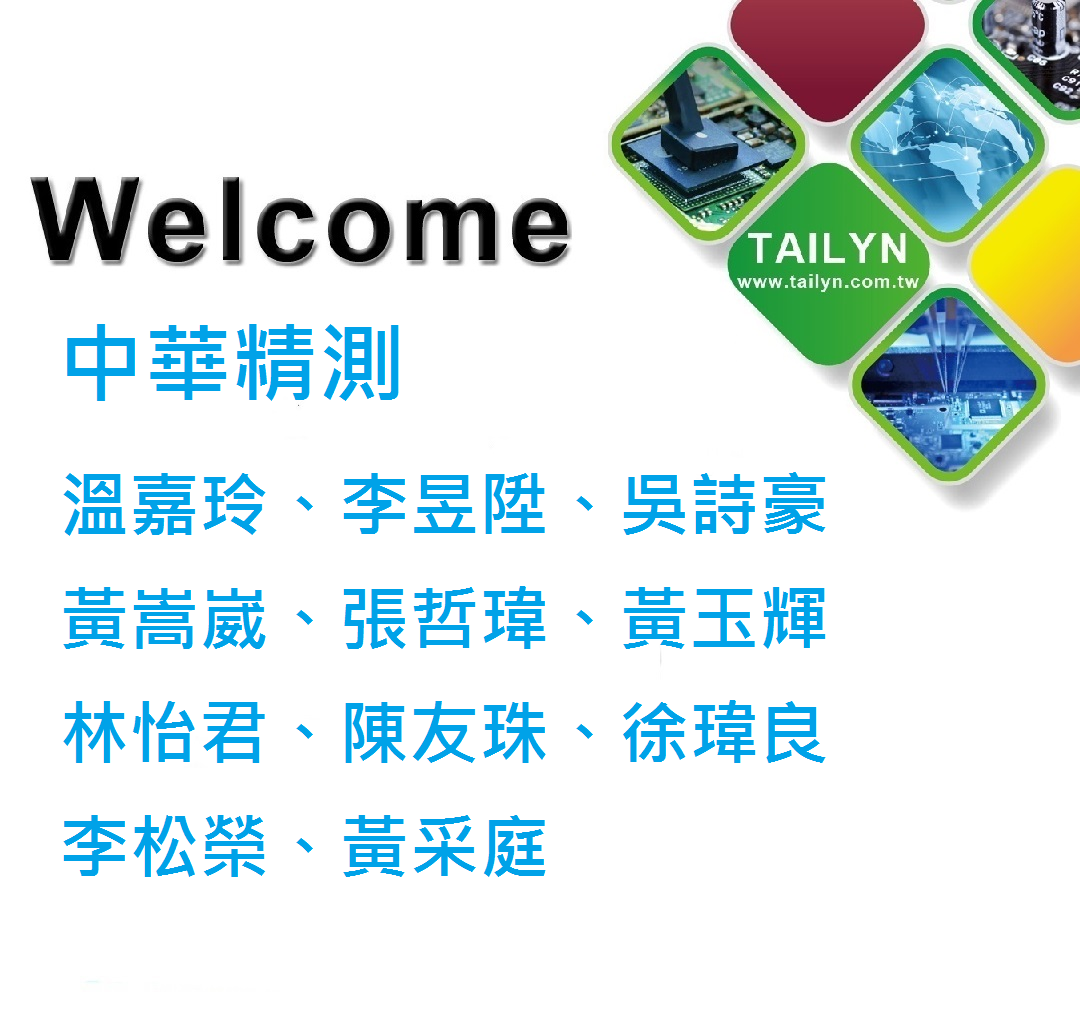 Welcome
TAILYN
www.tailyn.com.tw
中華精測
溫嘉玲、李昱陞、吳詩豪
黃嵩崴、張哲瑋、黃玉輝
林怡君、陳友珠、徐瑋良
李松榮、黃采庭